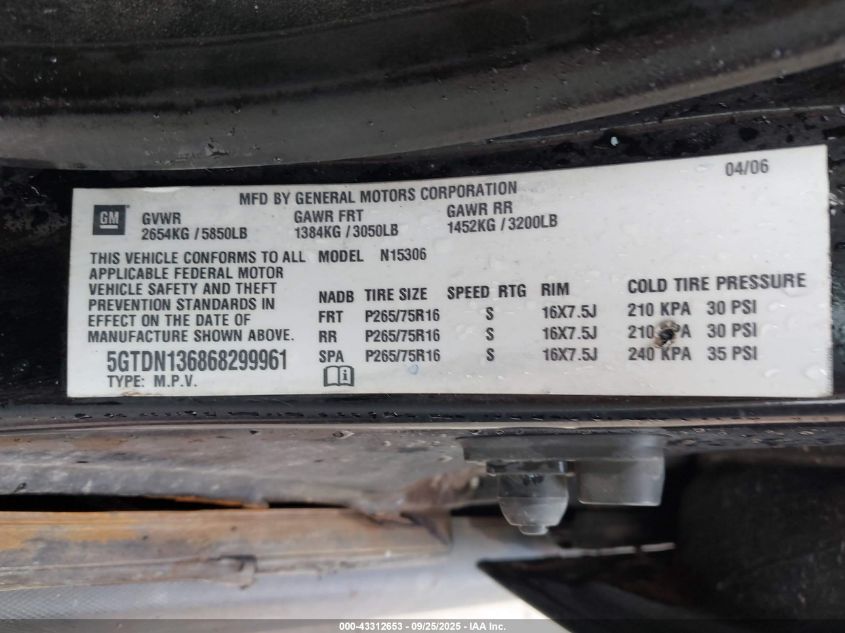 MFD BY GENERAL MOTORS CORPORATION 04/06
GM
GVWR GAWR FRT GAWR RR
2654KG / 5850LB 1384KG / 3050LB 1452KG / 3200LB
THIS VEHICLE CONFORMS TO ALL
APPLICABLE FEDERAL MOTOR
VEHICLE SAFETY AND THEFT
PREVENTION STANDARDS IN
EFFECT ON THE DATE OF
MANUFACTURE SHOWN ABOVE.
5GTDN136868299961
TYPE: M.P.V.
MODEL N15306
NADB TIRE SIZE SPEED RTG RIM COLD TIRE PRESSURE
FRT P265/75R16 S 16X7.5J 210 KPA 30 PSI
RR P265/75R16 S 16X7.5J 210 KPA 30 PSI
SPA P265/75R16 S 16X7.5J 240 KPA 35 PSI
000-43312653 - 09/25/2025 - IAA Inc.